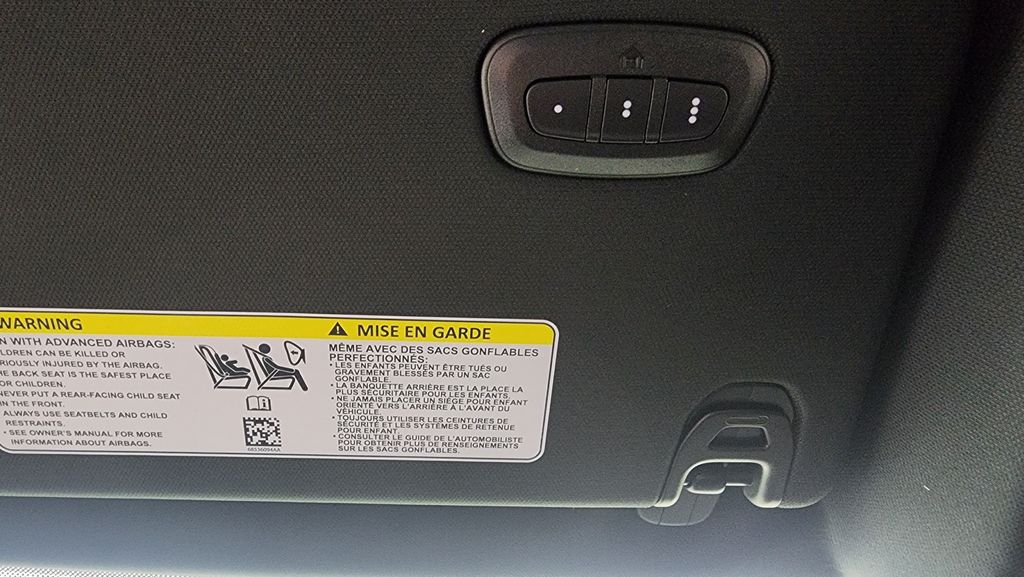 WARNING
N WITH ADVANCED AIRBAGS:
LDREN CAN BE KILLED OR
RIOUSLY INJURED BY THE AIRBAG.
HE BACK SEAT IS THE SAFEST PLACE
OR CHILDREN.
NEVER PUT A REAR-FACING CHILD SEAT
IN THE FRONT.
ALWAYS USE SEATBELTS AND CHILD
RESTRAINTS.
• SEE OWNER'S MANUAL FOR MORE
INFORMATION ABOUT AIRBAGS.
68536094AA
MISE EN GARDE
MÊME AVEC DES SACS GONFLABLES
PERFECTIONNÉS:
• LES ENFANTS PEUVENT ÊTRE TUÉS OU
GRAVEMENT BLESSÉS PAR UN SAC
GONFLABLE.
• LA BANQUETTE ARRIÈRE EST LA PLACE LA
PLUS SÉCURITAIRE POUR LES ENFANTS.
• NE JAMAIS PLACER UN SIÈGE POUR ENFANT
ORIENTÉ VERS L'ARRIÈRE À L'AVANT DU
VÉHICULE.
• TOUJOURS UTILISER LES CEINTURES DE
SÉCURITÉ ET LES SYSTÈMES DE RETENUE
POUR ENFANT.
• CONSULTER LE GUIDE DE L'AUTOMOBILISTE
POUR OBTENIR PLUS DE RENSEIGNEMENTS
SUR LES SACS GONFLABLES.